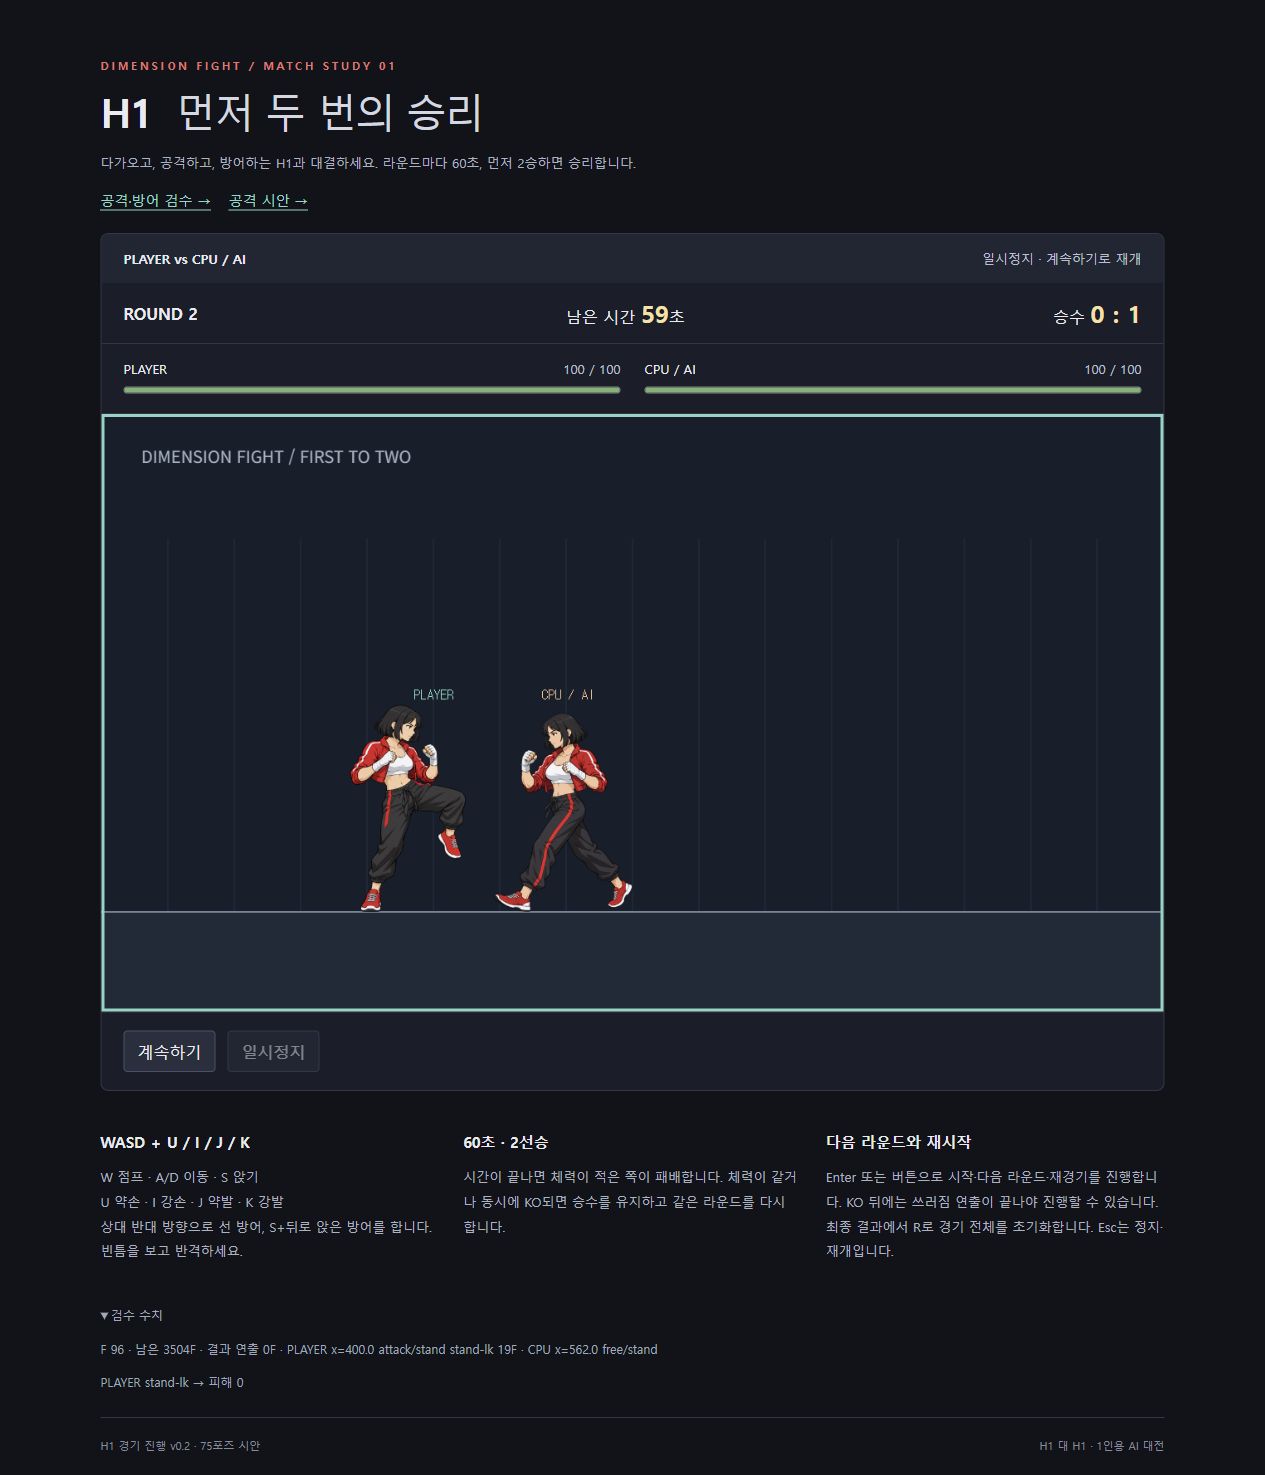 DIMENSION FIGHT / MATCH STUDY 01
H1 먼저 두 번의 승리
다가오고, 공격하고, 방어하는 H1과 대결하세요. 라운드마다 60초, 먼저 2승하면 승리합니다.
공격·방어 검수 → 공격 시안 →
PLAYER vs CPU / AI 일시정지 · 계속하기로 재개
ROUND 2 남은 시간 59초 승수 0 : 1
PLAYER 100 / 100 CPU / AI 100 / 100
DIMENSION FIGHT / FIRST TO TWO
PLAYER CPU / AI
계속하기 일시정지
WASD + U / I / J / K
W 점프 · A/D 이동 · S 앉기
U 약손 · I 강손 · J 약발 · K 강발
상대 반대 방향으로 선 방어, S+뒤로 앉은 방어를 합니다.
빈틈을 보고 반격하세요.
60초 · 2선승
시간이 끝나면 체력이 적은 쪽이 패배합니다. 체력이 같거
나 동시에 KO되면 승수를 유지하고 같은 라운드를 다시
합니다.
다음 라운드와 재시작
Enter 또는 버튼으로 시작·다음 라운드·재경기를 진행합니
다. KO 뒤에는 쓰러짐 연출이 끝나야 진행할 수 있습니다.
최종 결과에서 R로 경기 전체를 초기화합니다. Esc는 정지·
재개입니다.
▼검수 수치
F 96 · 남은 3504F · 결과 연출 0F · PLAYER x=400.0 attack/stand stand-lk 19F · CPU x=562.0 free/stand
PLAYER stand-lk → 피해 0
H1 경기 진행 v0.2 · 75포즈 시안 H1 대 H1 · 1인용 AI 대전